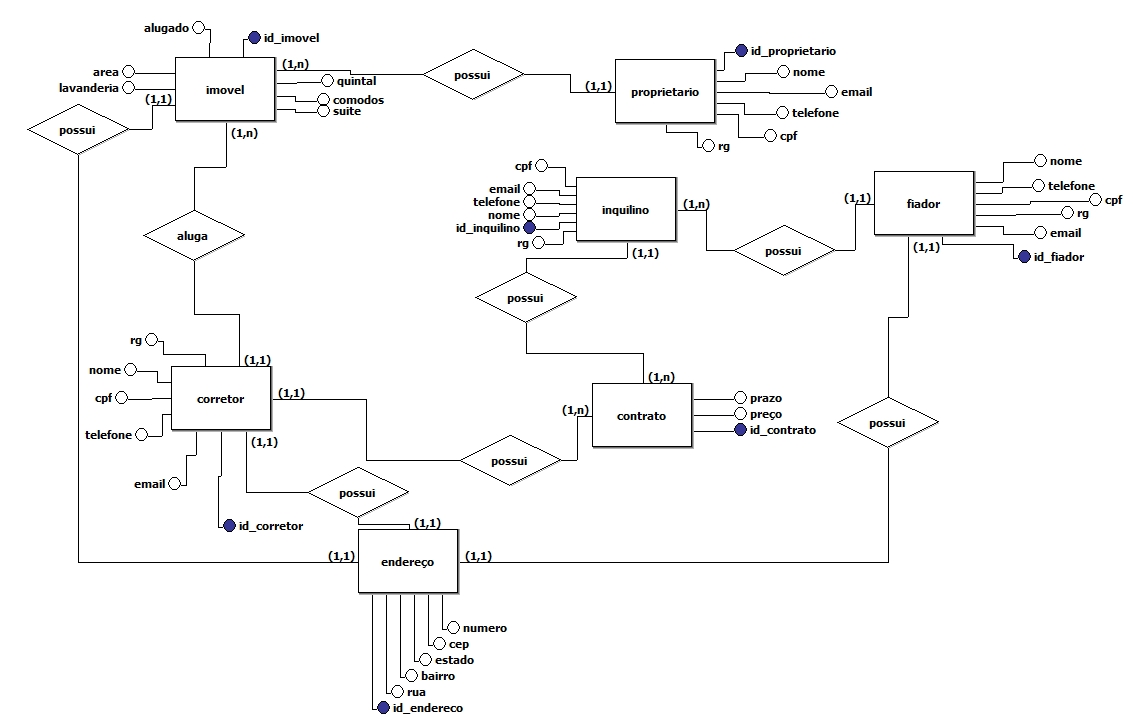 alugado
id_imovel
area
lavanderia
(1,1)
imovel
(1,n)
quintal
comodos
suite
(1,n)
possui
possui
(1,1)
proprietario
id_proprietario
nome
email
telefone
cpf
rg
aluga
cpf
email
telefone
nome
id_inquilino
rg
inquilino
(1,n)
(1,1)
possui
(1,1)
fiador
nome
telefone
cpf
rg
email
id_fiador
(1,1)
possui
rg
nome
cpf
telefone
email
id_corretor
(1,1)
corretor
(1,1)
(1,1)
possui
(1,n)
(1,n)
contrato
prazo
preço
id_contrato
possui
possui
(1,1)
(1,1)
endereço
(1,1)
numero
cep
estado
bairro
rua
id_endereco